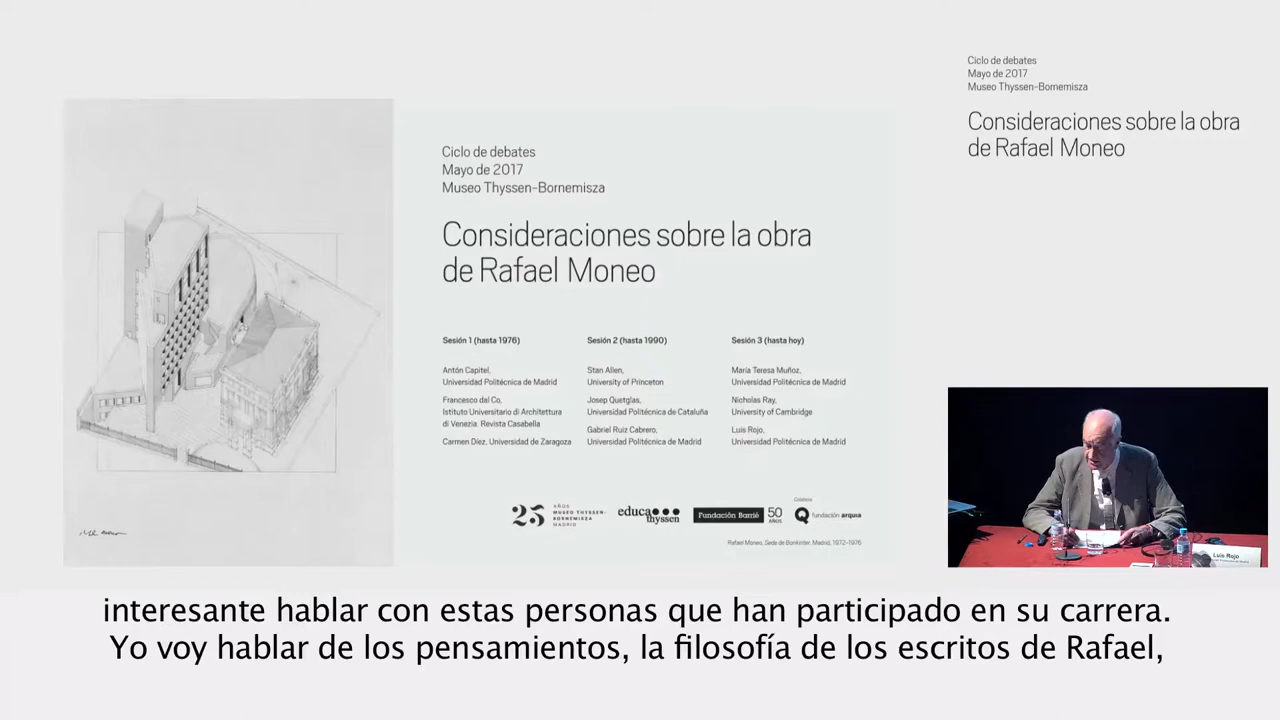 Ciclo de debates
Mayo de 2017
Museo Thyssen-Bornemisza
Consideraciones sobre la obra
de Rafael Moneo
Sesión 1 (hasta 1976)
Antón Capitel,
Universidad Politécnica de Madrid
Francesco dal Co,
Istituto Universitario di Architettura
di Venezia. Revista Casabella
Carmen Díez, Universidad de Zaragoza
Sesión 2 (hasta 1990)
Stan Allen,
University of Princeton
Josep Quetglas,
Universidad Politécnica de Cataluña
Gabriel Ruiz Cabrero,
Universidad Politécnica de Madrid
Sesión 3 (hasta hoy)
María Teresa Muñoz,
Universidad Politécnica de Madrid
Nicholas Ray,
University of Cambridge
Luis Rojo,
Universidad Politécnica de Madrid
25 AÑOS
MUSEO THYSSEN-
BORNEMISZA
MADRID
educa
thyssen
Fundación Barrié
50
AÑOS
Colabora
fundación arquia
Rafael Moneo, Sede de Bankinter. Madrid, 1972-1976
Ciclo de debates
Mayo de 2017
Museo Thyssen-Bornemisza
Consideraciones sobre la obra
de Rafael Moneo
Luis Rojo
interesante hablar con estas personas que han participado en su carrera.
Yo voy hablar de los pensamientos, la filosofía de los escritos de Rafael,